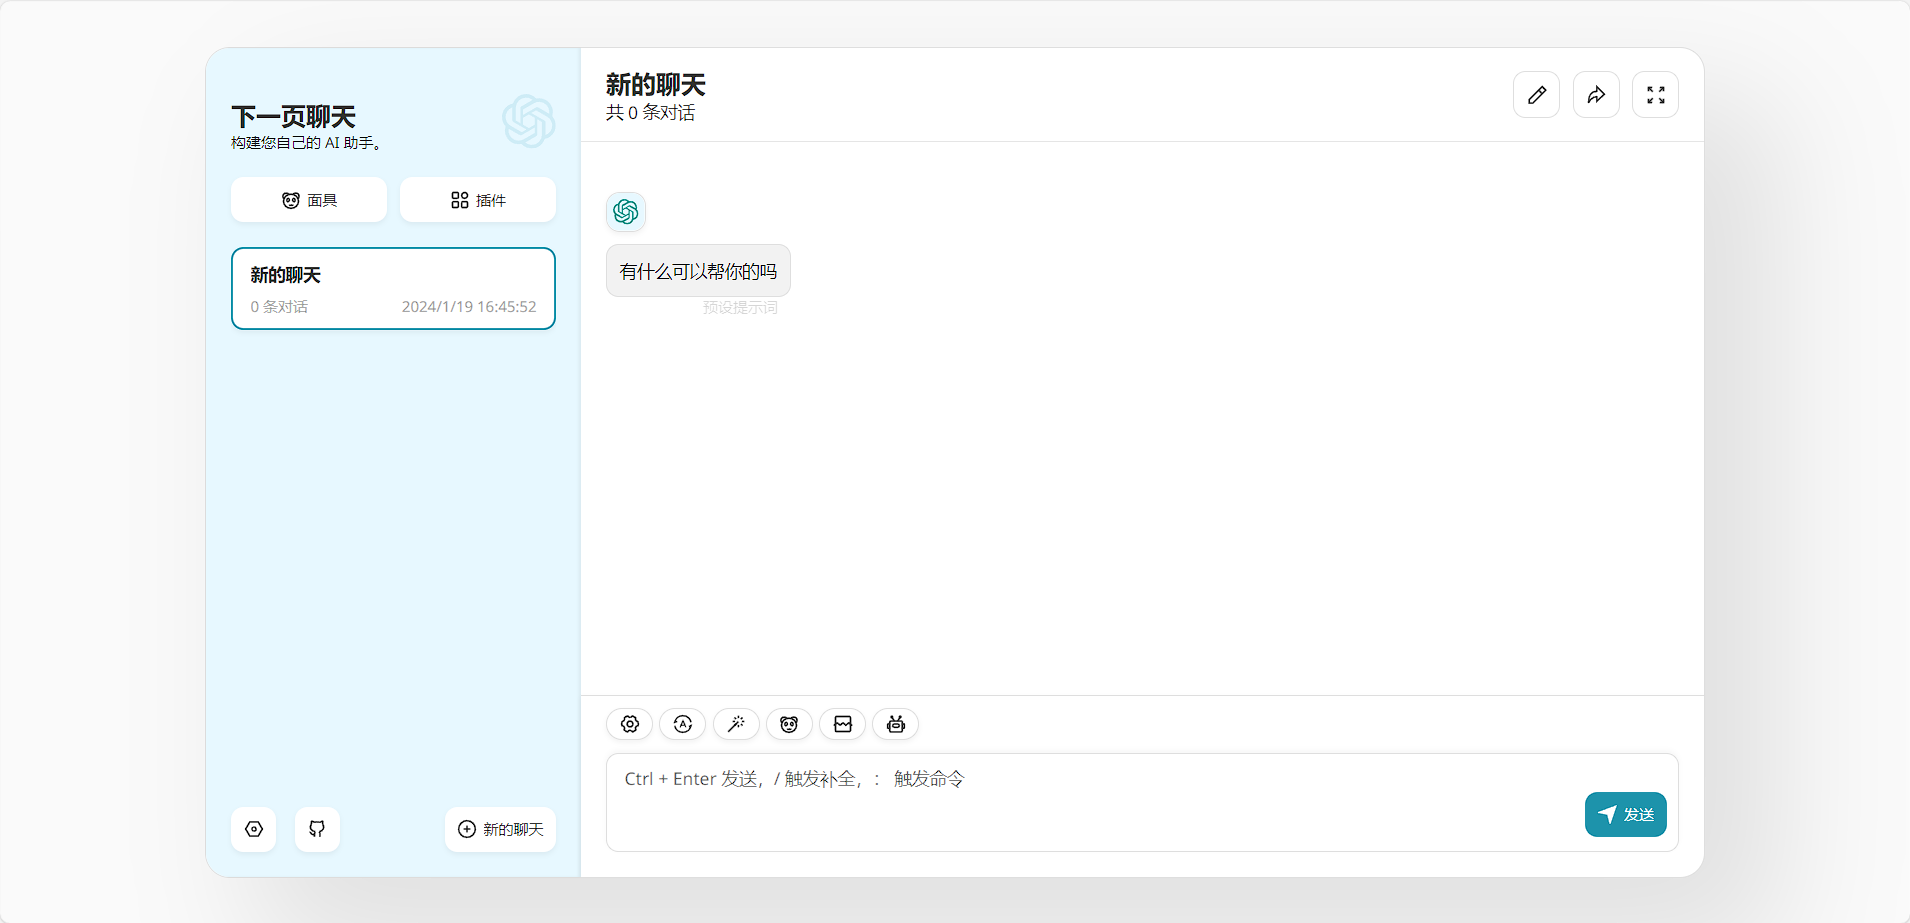 下一页聊天
构建您自己的 AI 助手。
面具
插件
新的聊天
0 条对话
2024/1/19 16:45:52
新的聊天
新的聊天
共 0 条对话
有什么可以帮你的吗
预设提示词
A
Ctrl + Enter 发送，/ 触发补全，： 触发命令
发送